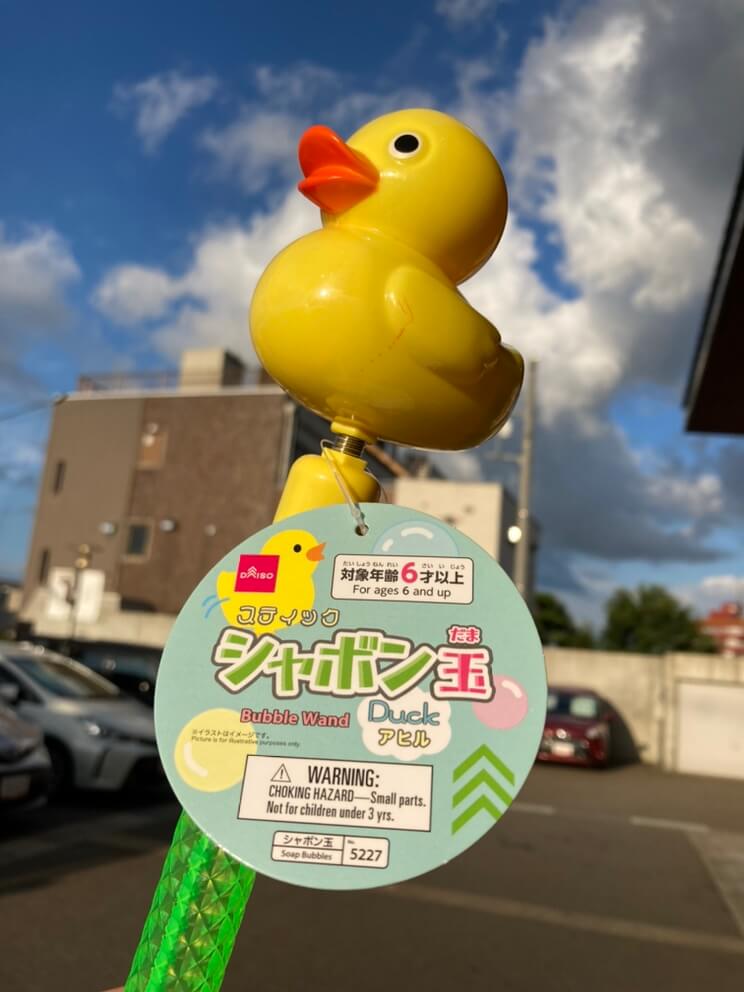 DAISO
たいしょうねんれい さい いじょう
対象年齢6才以上
For ages 6 and up
スティック
だま
シャボン玉
Bubble Wand
Duck
アヒル
※イラストはイメージです。
Picture is for illustrative purposes only.
WARNING:
CHOKING HAZARD—Small parts.
Not for children under 3 yrs.
シャボン玉
Soap Bubbles
No.
5227